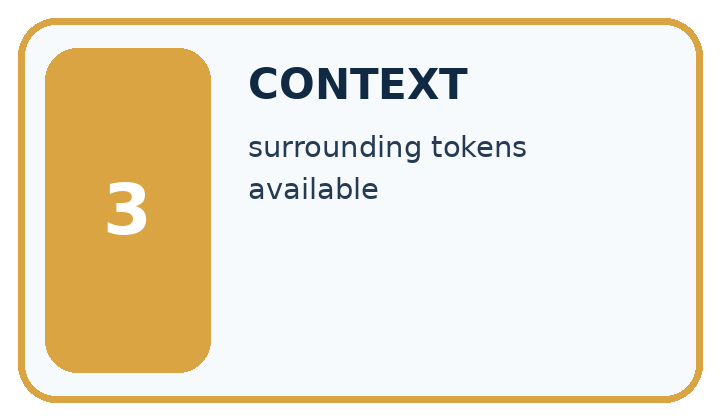 3
CONTEXT
surrounding tokens
available